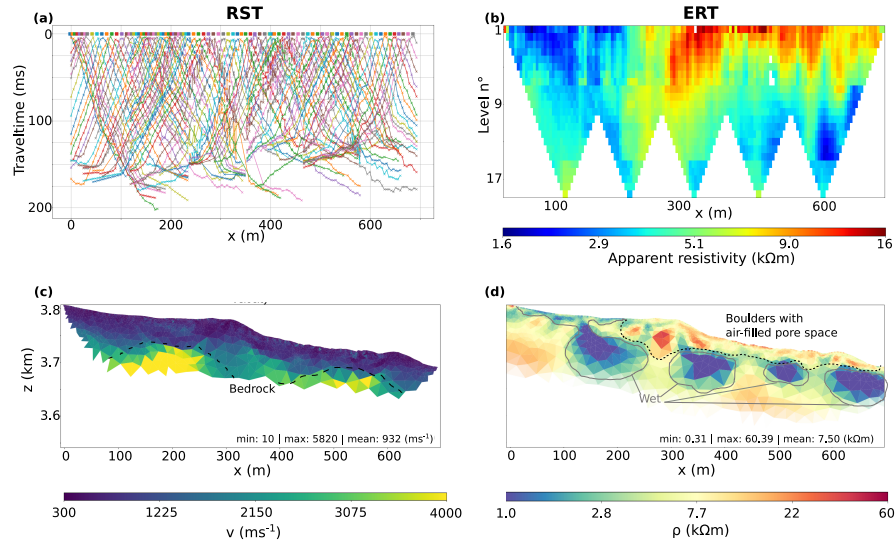 RST
(a)
0
50
100
150
200
Traveltime (ms)
0
200
400
600
x (m)
ERT
(b)
1
9
17
Level n°
100
300
600
x (m)
1.6
2.9
5.1
9.0
16
Apparent resistivity (kΩm)
(c)
3.8
3.7
3.6
z (km)
Bedrock
min: 10 | max: 5820 | mean: 932 (ms⁻¹)
0
100
200
300
400
500
600
x (m)
300
1225
2150
3075
4000
v (ms⁻¹)
(d)
Boulders with
air-filled pore space
Wet
min: 0.31 | max: 60.39 | mean: 7.50 (kΩm)
0
100
200
300
400
500
600
x (m)
1.0
2.8
7.7
22
60
ρ (kΩm)